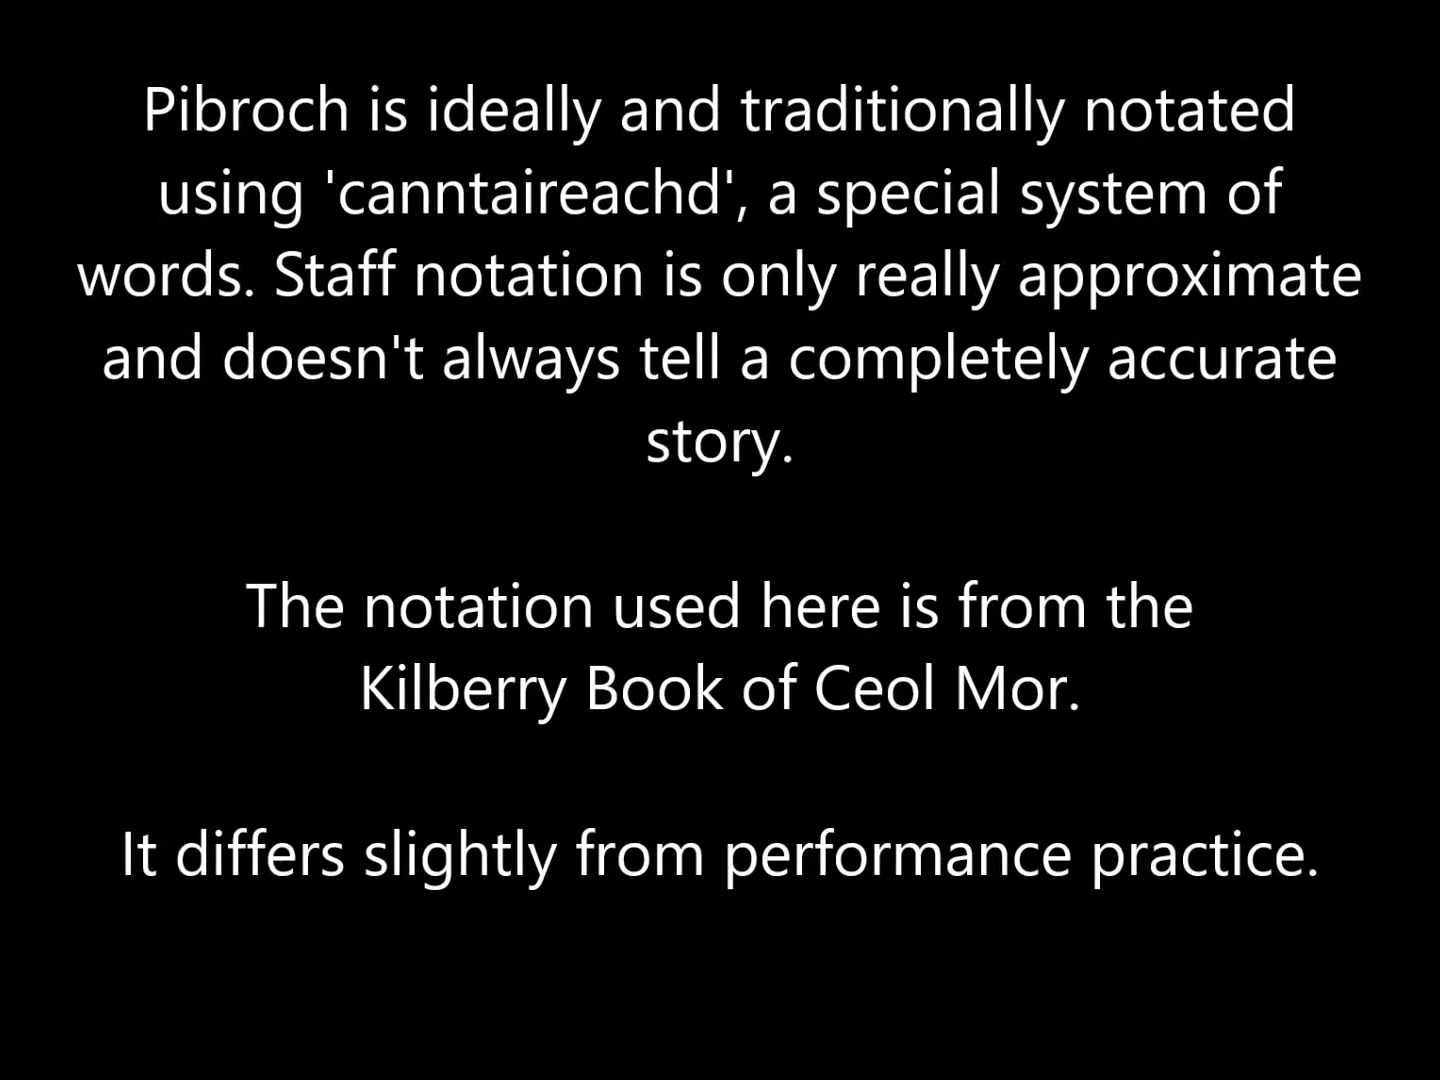 Pibroch is ideally and traditionally notated
using 'canntaireachd', a special system of
words. Staff notation is only really approximate
and doesn't always tell a completely accurate
story.
The notation used here is from the
Kilberry Book of Ceol Mor.
It differs slightly from performance practice.